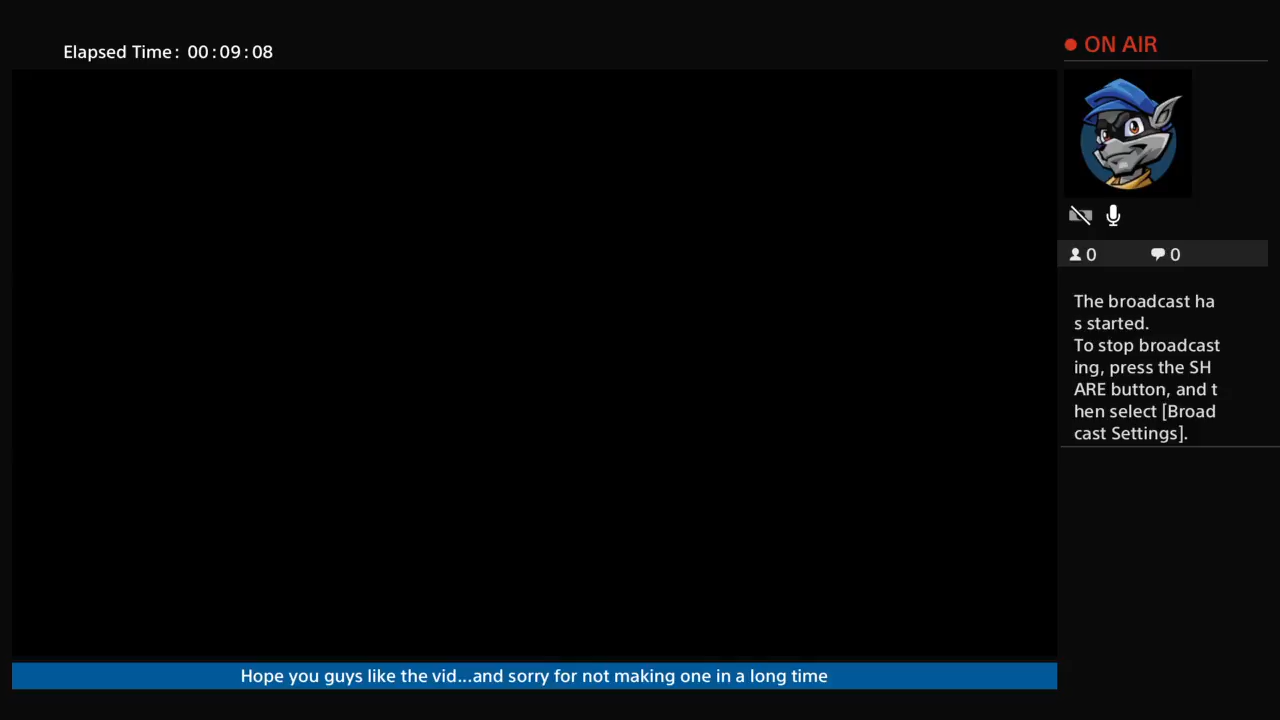 Elapsed Time: 00:09:08
ON AIR
0 0
The broadcast ha
s started.
To stop broadcast
ing, press the SH
ARE button, and t
hen select [Broad
cast Settings].
Hope you guys like the vid...and sorry for not making one in a long time